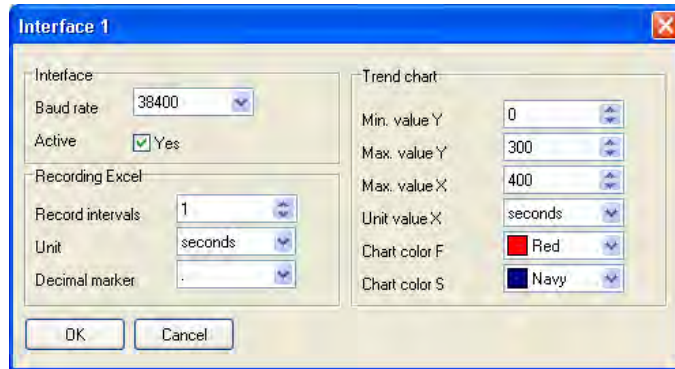 Interface 1
Interface
Baud rate 38400
Active Yes
Recording Excel
Record intervals 1
Unit seconds
Decimal marker .
Trend chart
Min. value Y 0
Max. value Y 300
Max. value X 400
Unit value X seconds
Chart color F Red
Chart color S Navy
OK Cancel